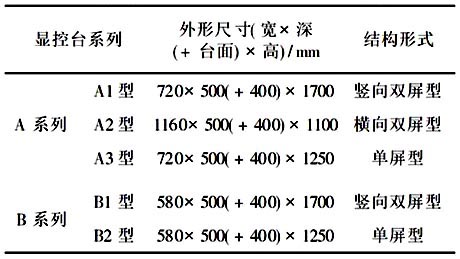 显控台系列 外形尺寸(宽×深(+台面)×高)/mm 结构形式
A 系列 A1 型 720×500(+400)×1700 竖向双屏型
A2 型 1160×500(+400)×1100 横向双屏型
A3 型 720×500(+400)×1250 单屏型
B 系列 B1 型 580×500(+400)×1700 竖向双屏型
B2 型 580×500(+400)×1250 单屏型